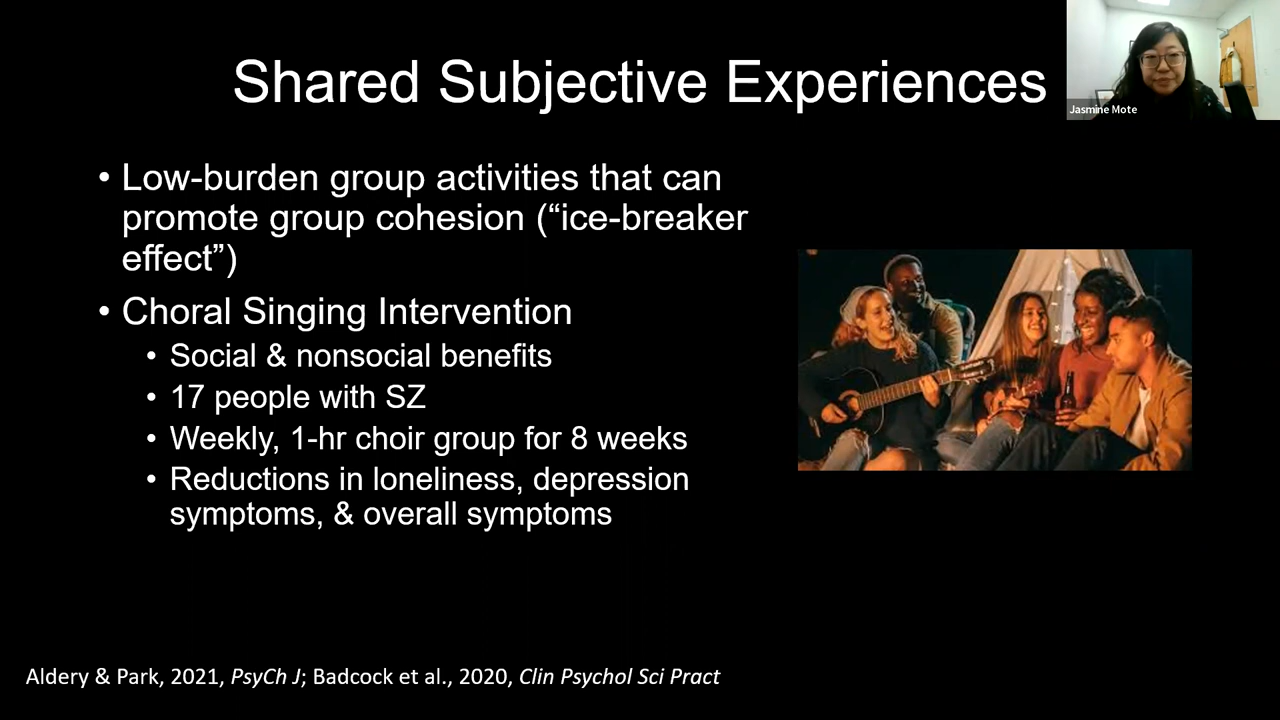 Shared Subjective Experiences
Jasmine Mote
• Low-burden group activities that can
promote group cohesion (“ice-breaker
effect”)
• Choral Singing Intervention
• Social & nonsocial benefits
• 17 people with SZ
• Weekly, 1-hr choir group for 8 weeks
• Reductions in loneliness, depression
symptoms, & overall symptoms
Aldery & Park, 2021, PsyCh J; Badcock et al., 2020, Clin Psychol Sci Pract